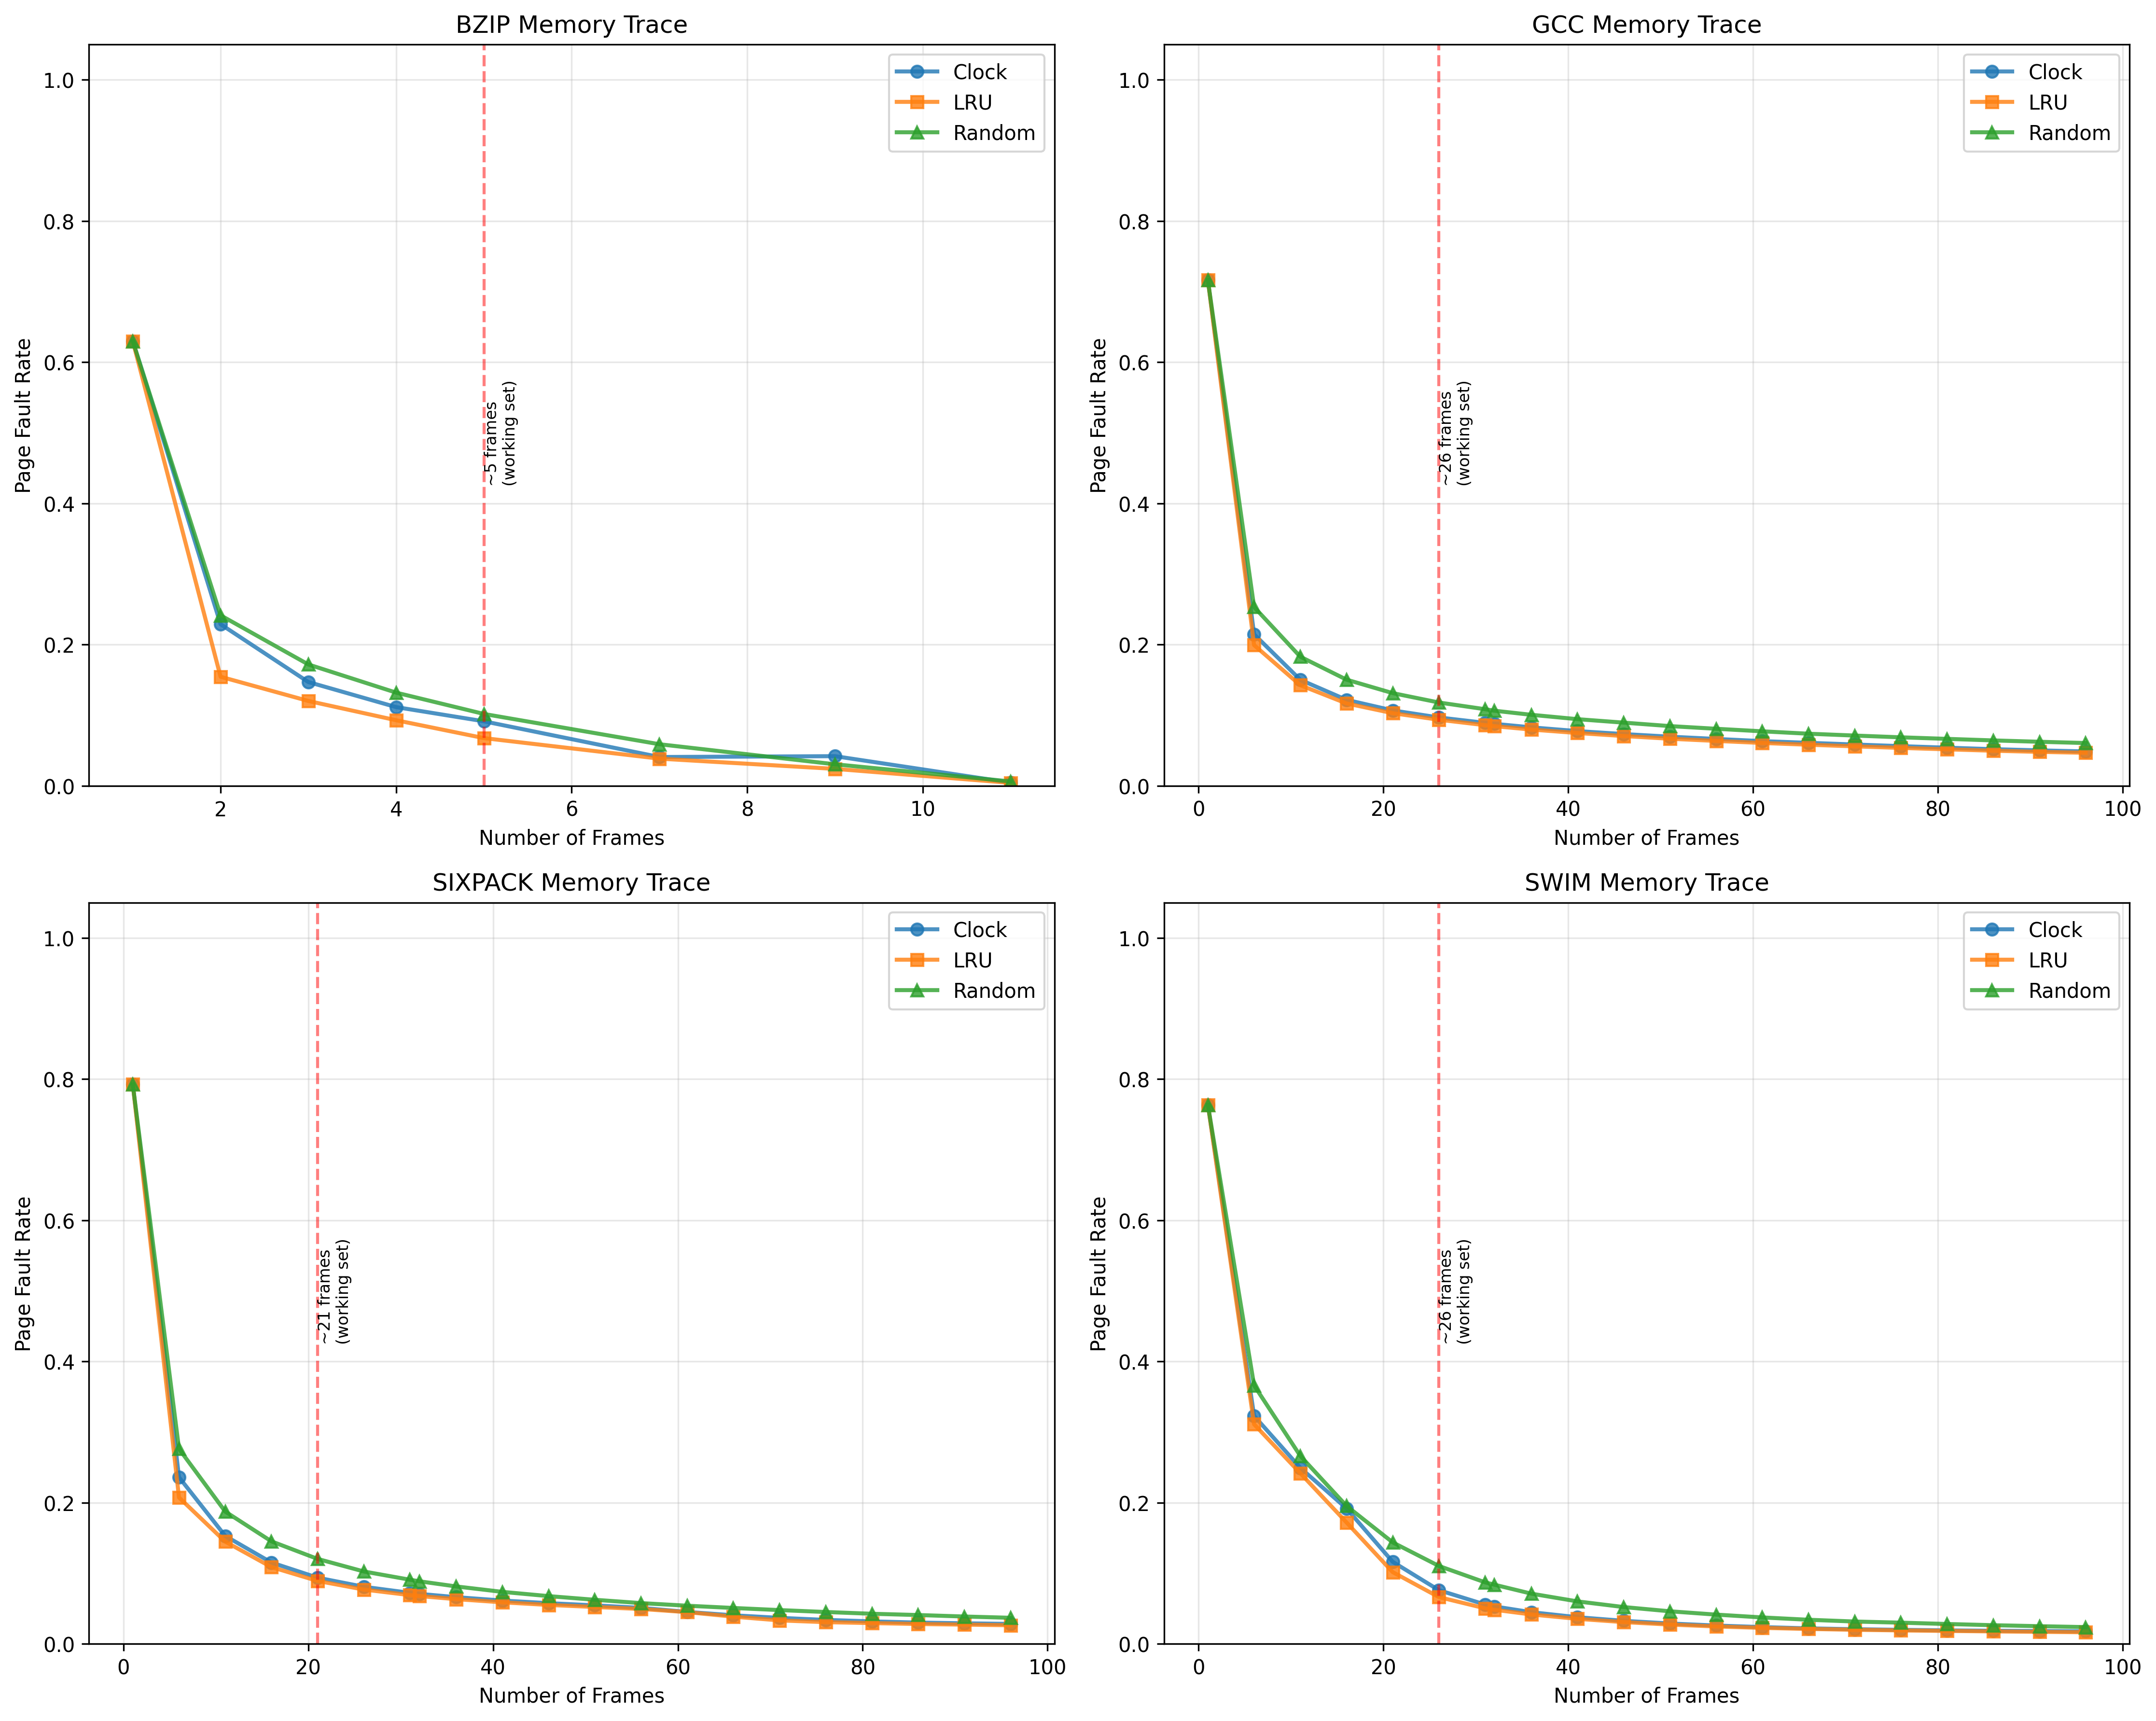 BZIP Memory Trace
Page Fault Rate
1.0
0.8
0.6
0.4
0.2
0.0
Clock
LRU
Random
~5 frames
(working set)
2
4
6
8
10
Number of Frames
GCC Memory Trace
Page Fault Rate
1.0
0.8
0.6
0.4
0.2
0.0
Clock
LRU
Random
~26 frames
(working set)
0
20
40
60
80
100
Number of Frames
SIXPACK Memory Trace
Page Fault Rate
1.0
0.8
0.6
0.4
0.2
0.0
Clock
LRU
Random
~21 frames
(working set)
0
20
40
60
80
100
Number of Frames
SWIM Memory Trace
Page Fault Rate
1.0
0.8
0.6
0.4
0.2
0.0
Clock
LRU
Random
~26 frames
(working set)
0
20
40
60
80
100
Number of Frames